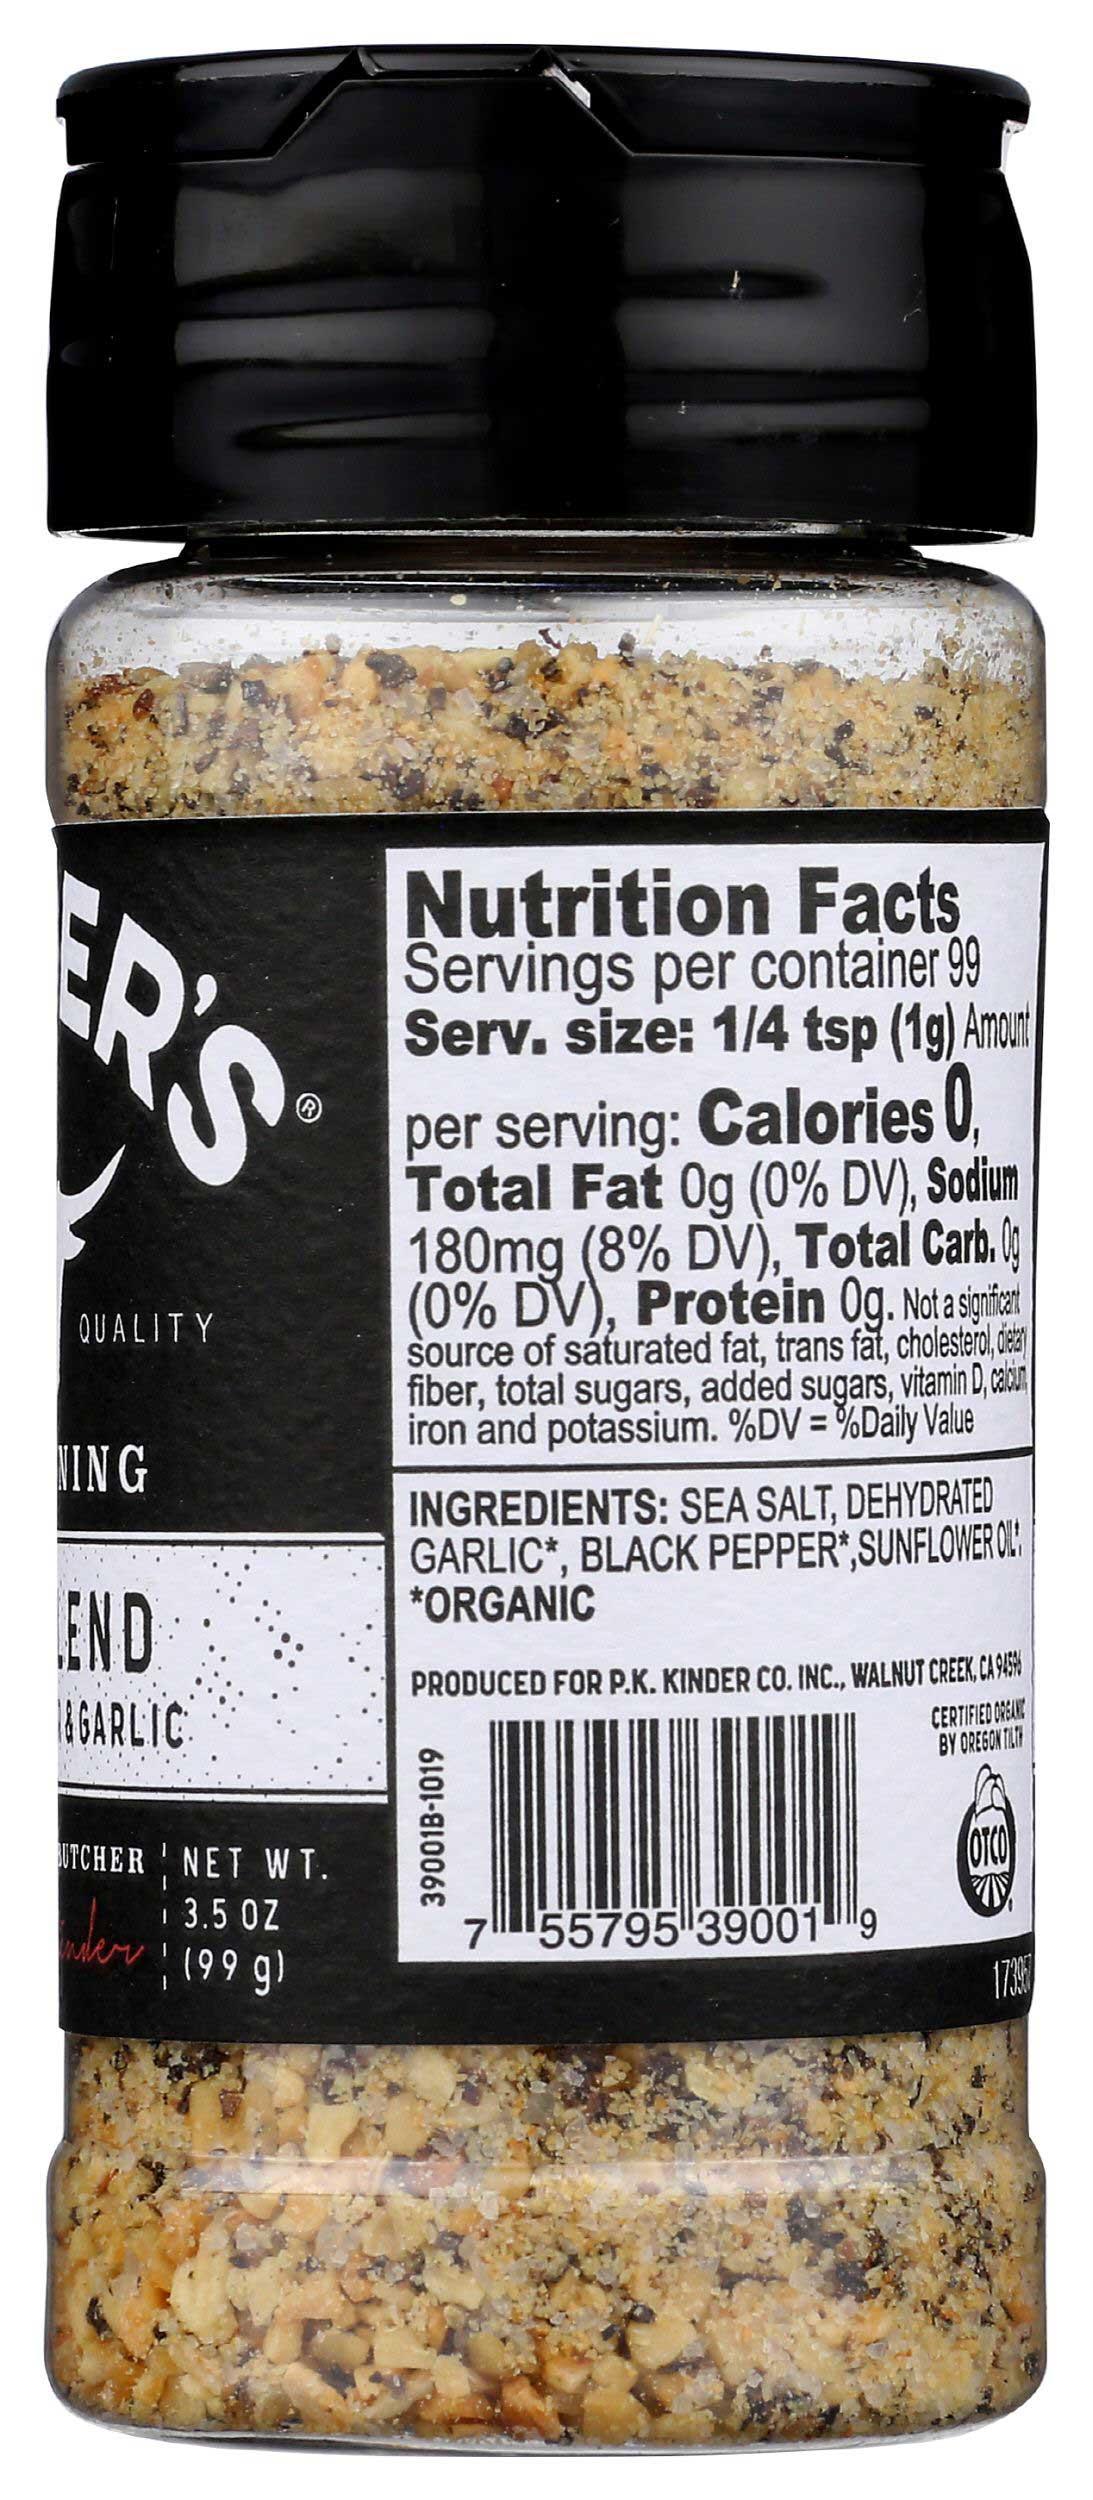 ER'S®
QUALITY
NING
END
& GARLIC
BUTCHER
NET WT.
3.5 OZ
(99 g)
Nutrition Facts
Servings per container 99
Serv. size: 1/4 tsp (1g) Amount
per serving: Calories 0,
Total Fat 0g (0% DV), Sodium
180mg (8% DV), Total Carb. 0g
(0% DV), Protein 0g. Not a significant
source of saturated fat, trans fat, cholesterol, dietary
fiber, total sugars, added sugars, vitamin D, calcium,
iron and potassium. %DV = %Daily Value
INGREDIENTS: SEA SALT, DEHYDRATED
GARLIC*, BLACK PEPPER*,SUNFLOWER OIL*.
*ORGANIC
PRODUCED FOR P.K. KINDER CO. INC., WALNUT CREEK, CA 94596
CERTIFIED ORGANIC
BY OREGON TILTH
OTCO
39001B-1019
7 55795 39001 9